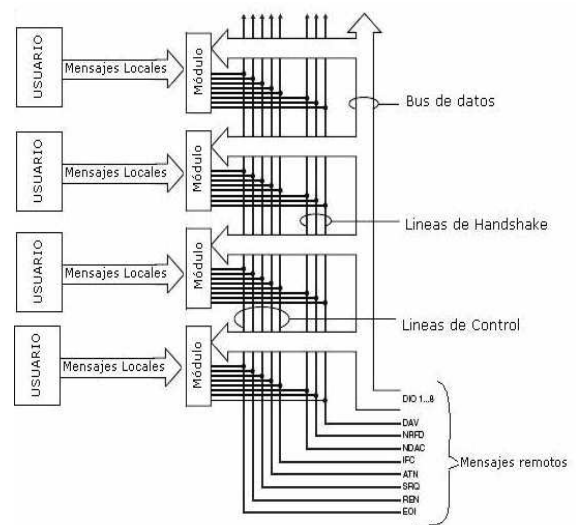 USUARIO
Mensajes Locales
Módulo
Bus de datos
USUARIO
Mensajes Locales
Módulo
Lineas de Handshake
USUARIO
Mensajes Locales
Módulo
Lineas de Control
USUARIO
Mensajes Locales
Módulo
DIO 1...8
DAV
NRFD
NDAC
IFC
ATN
SRQ
REN
EOI
Mensajes remotos